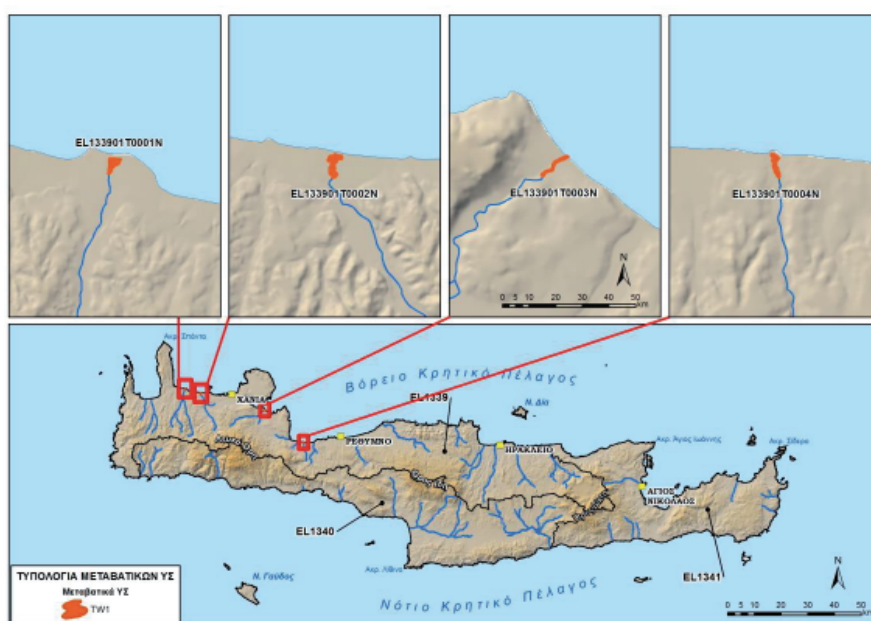 EL133901T0001N
EL133901T0002N
EL133901T0003N
EL133901T0004N
N
0 5 10 20 30 40 50
km
Ακρ. Σπάντα
Βόρειο Κρητικό Πέλαγος
ΧΑΝΙΑ
EL1339
Ν. Δία
ΡΕΘΥΜΝΟ
ΗΡΑΚΛΕΙΟ
Ακρ. Άγιος Ιωάννης
Ακρ. Σίδερο
ΑΓΙΟΣ
ΝΙΚΟΛΑΟΣ
EL1340
EL1341
Ακρ. Λίθινο
Ν. Γαύδος
Νότιο Κρητικό Πέλαγος
N
0 5 10 20 30 40 50
km
ΤΥΠΟΛΟΓΙΑ ΜΕΤΑΒΑΤΙΚΩΝ ΥΣ
Μεταβατικά ΥΣ
TW1